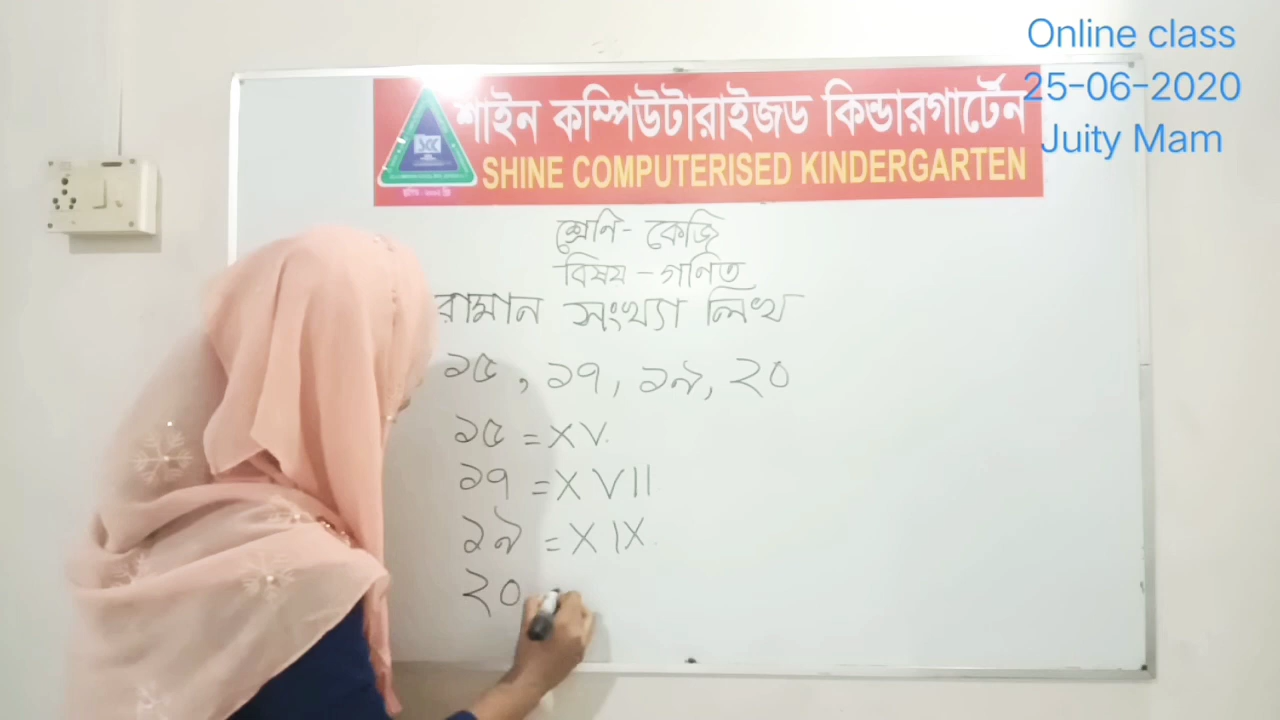 Online class
25-06-2020
Juity Mam
শাইন কম্পিউটারাইজড কিন্ডারগার্টেন
SHINE COMPUTERISED KINDERGARTEN
শ্রেনি - কেজি
বিষয় - গণিত
রামান সংখ্যা লিখ
১৫, ১৭, ১৯, ২০
১৫ = XV.
১৭ = XVII
১৯ = XIX.
২০